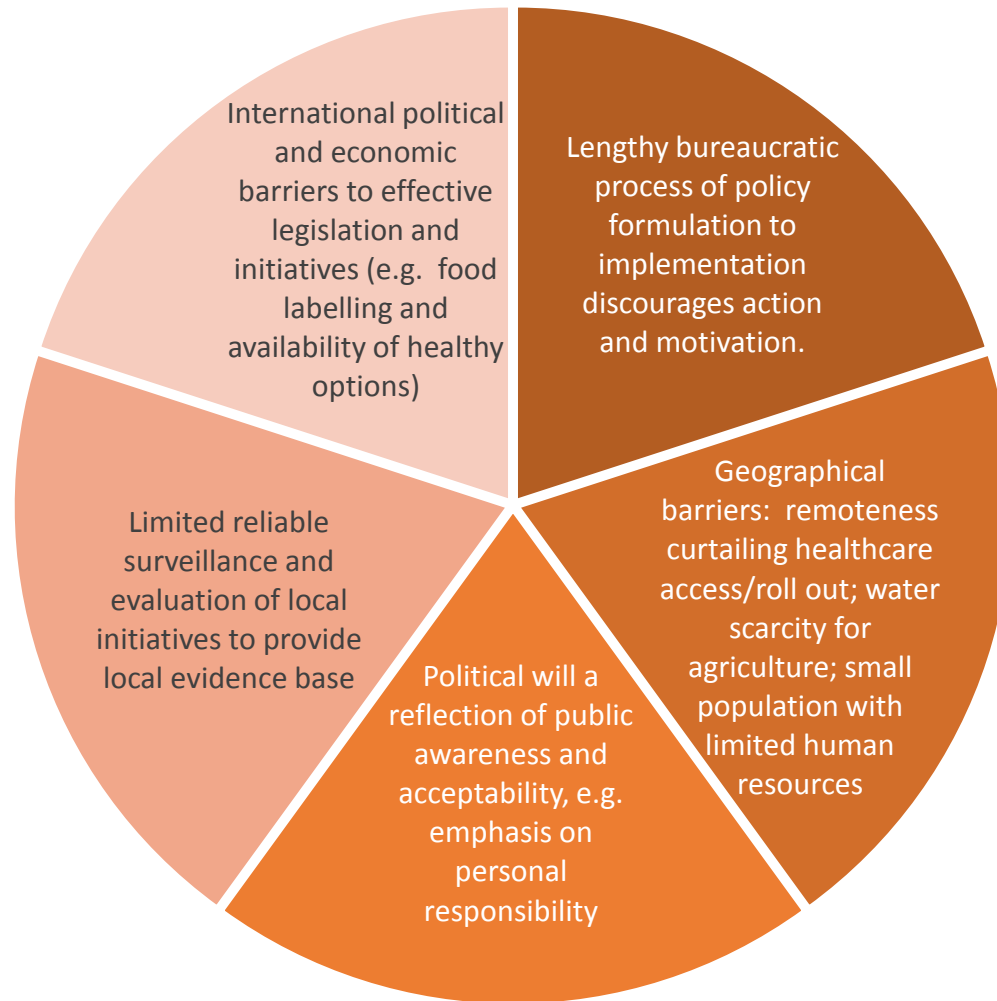 Lengthy bureaucratic
process of policy
formulation to
implementation
discourages action
and motivation.
Geographical
barriers:  remoteness
curtailing healthcare
access/roll out; water
scarcity for
agriculture; small
population with
limited human
resources
Political will a
reflection of public
awareness and
acceptability, e.g.
emphasis on
personal
responsibility
Limited reliable
surveillance and
evaluation of local
initiatives to provide
local evidence base
International political
and economic
barriers to effective
legislation and
initiatives (e.g.  food
labelling and
availability of healthy
options)